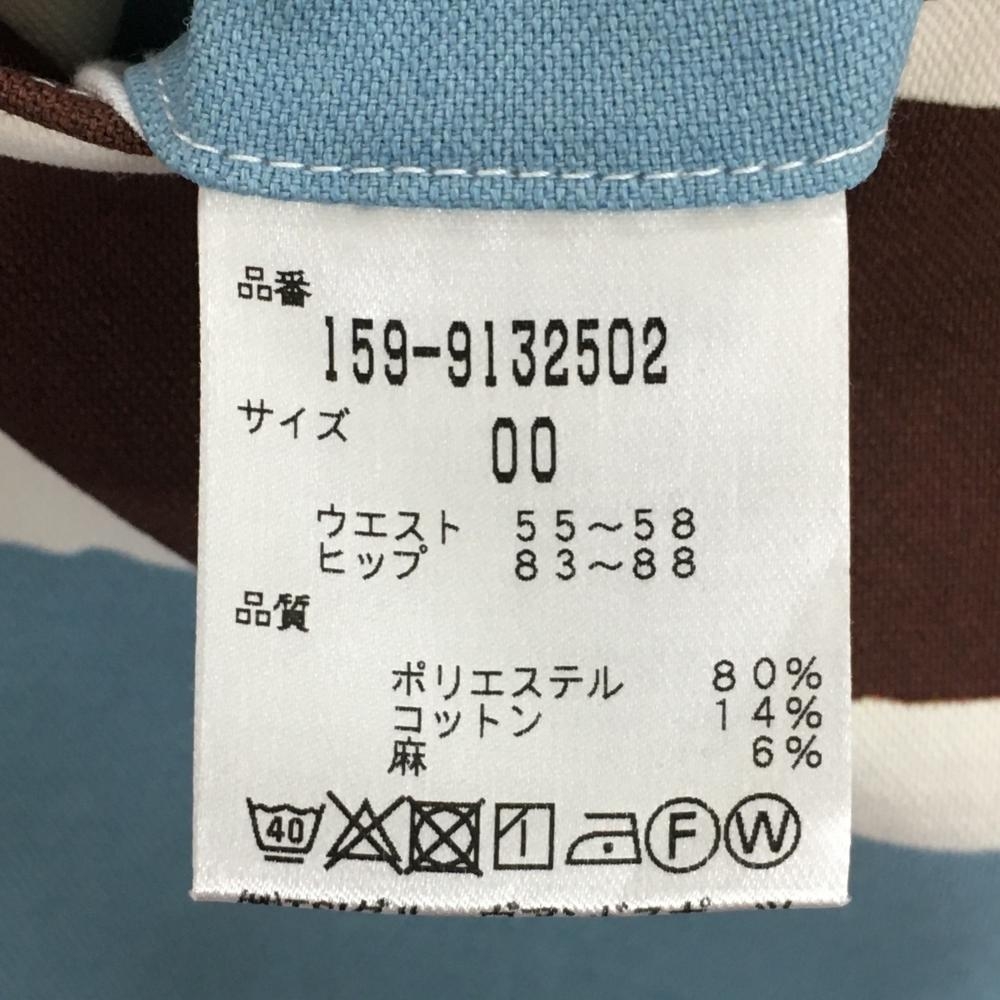 品番
159-9132502
サイズ
00
ウエスト 55〜58
ヒップ 83〜88
品質
ポリエステル 80%
コットン 14%
麻 6%
40
F W